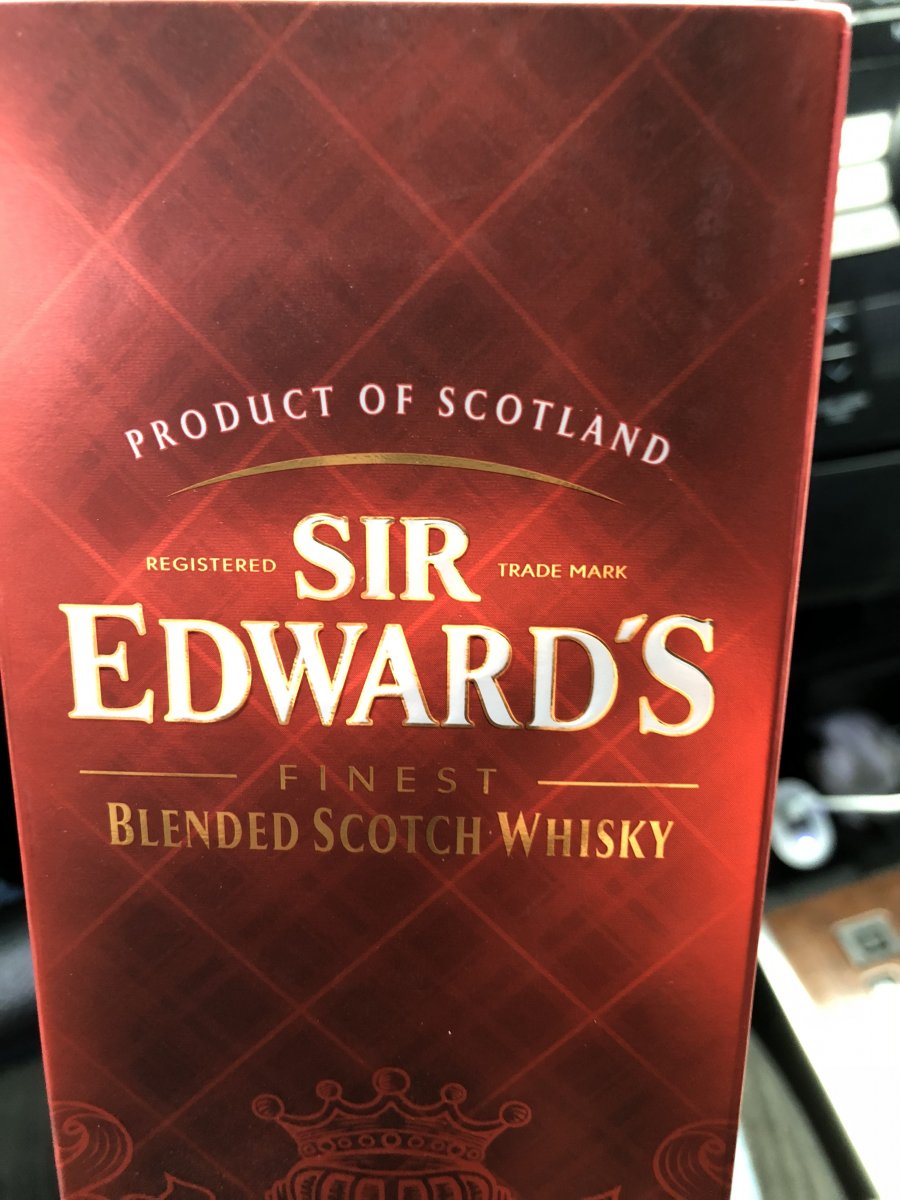 PRODUCT OF SCOTLAND
REGISTERED SIR TRADE MARK
EDWARD'S
FINEST
BLENDED SCOTCH WHISKY